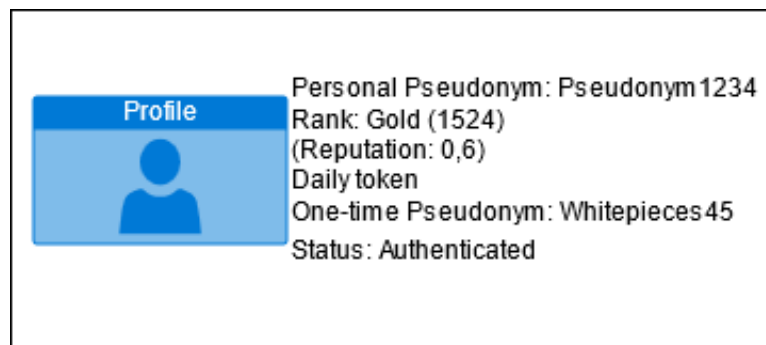 Profile
Personal Pseudonym: Pseudonym1234
Rank: Gold (1524)
(Reputation: 0,6)
Daily token
One-time Pseudonym: Whitepieces45
Status: Authenticated